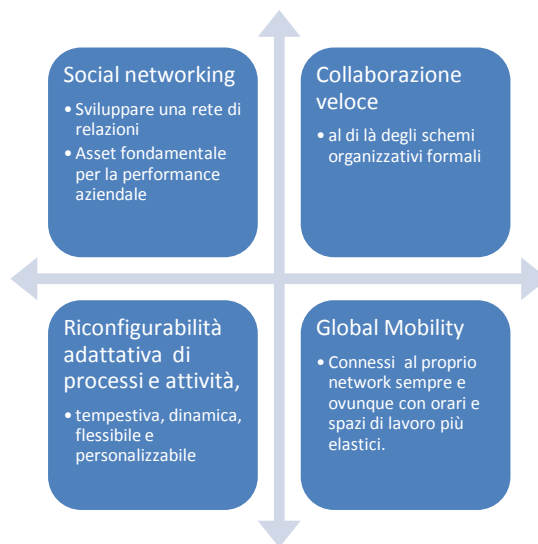 Social networking
• Sviluppare una rete di
relazioni
• Asset fondamentale
per la performance
aziendale
Collaborazione
veloce
• al di là degli schemi
organizzativi formali
Riconfigurabilità
adattativa di
processi e attività,
• tempestiva, dinamica,
flessibile e
personalizzabile
Global Mobility
• Connessi al proprio
network sempre e
ovunque con orari e
spazi di lavoro più
elastici.